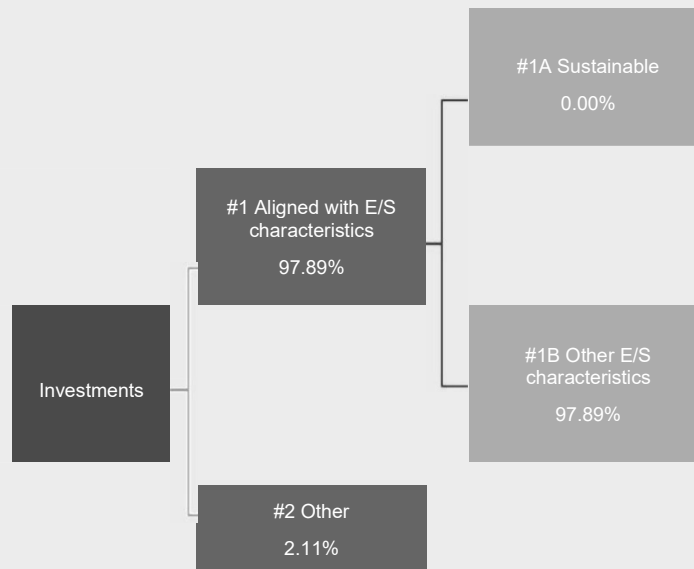 #1A Sustainable
0.00%
#1 Aligned with E/S
characteristics
97.89%
Investments
#1B Other E/S
characteristics
97.89%
#2 Other
2.11%